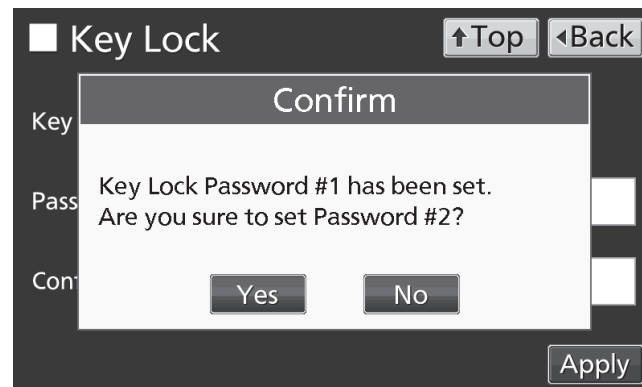 Key Lock
Top
Back
Confirm
Key
Key Lock Password #1 has been set.
Pass
Are you sure to set Password #2?
Yes
No
Apply